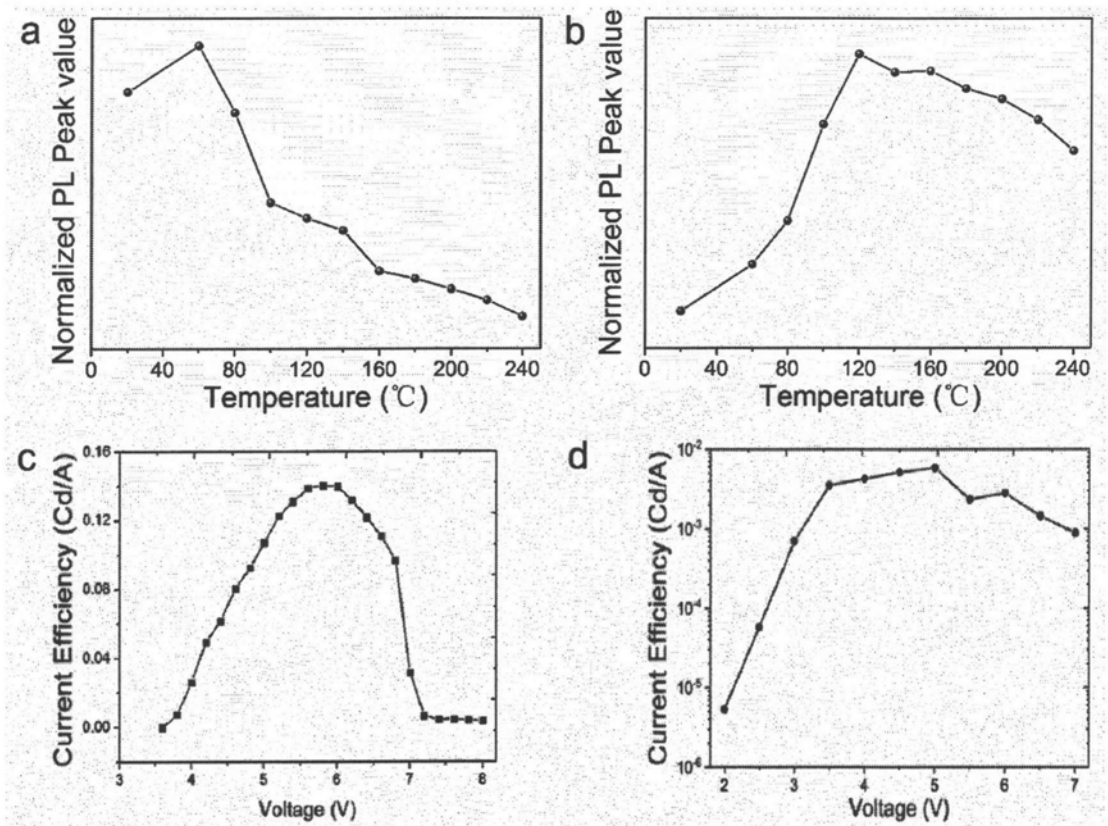 a
Normalized PL Peak value
0 40 80 120 160 200 240
Temperature (℃)
b
Normalized PL Peak value
0 40 80 120 160 200 240
Temperature (℃)
c
Current Efficiency (Cd/A)
0.16
0.12
0.08
0.04
0.00
3 4 5 6 7 8
Voltage (V)
d
Current Efficiency (Cd/A)
10-2
10-3
10-4
10-5
10-6
2 3 4 5 6 7
Voltage (V)